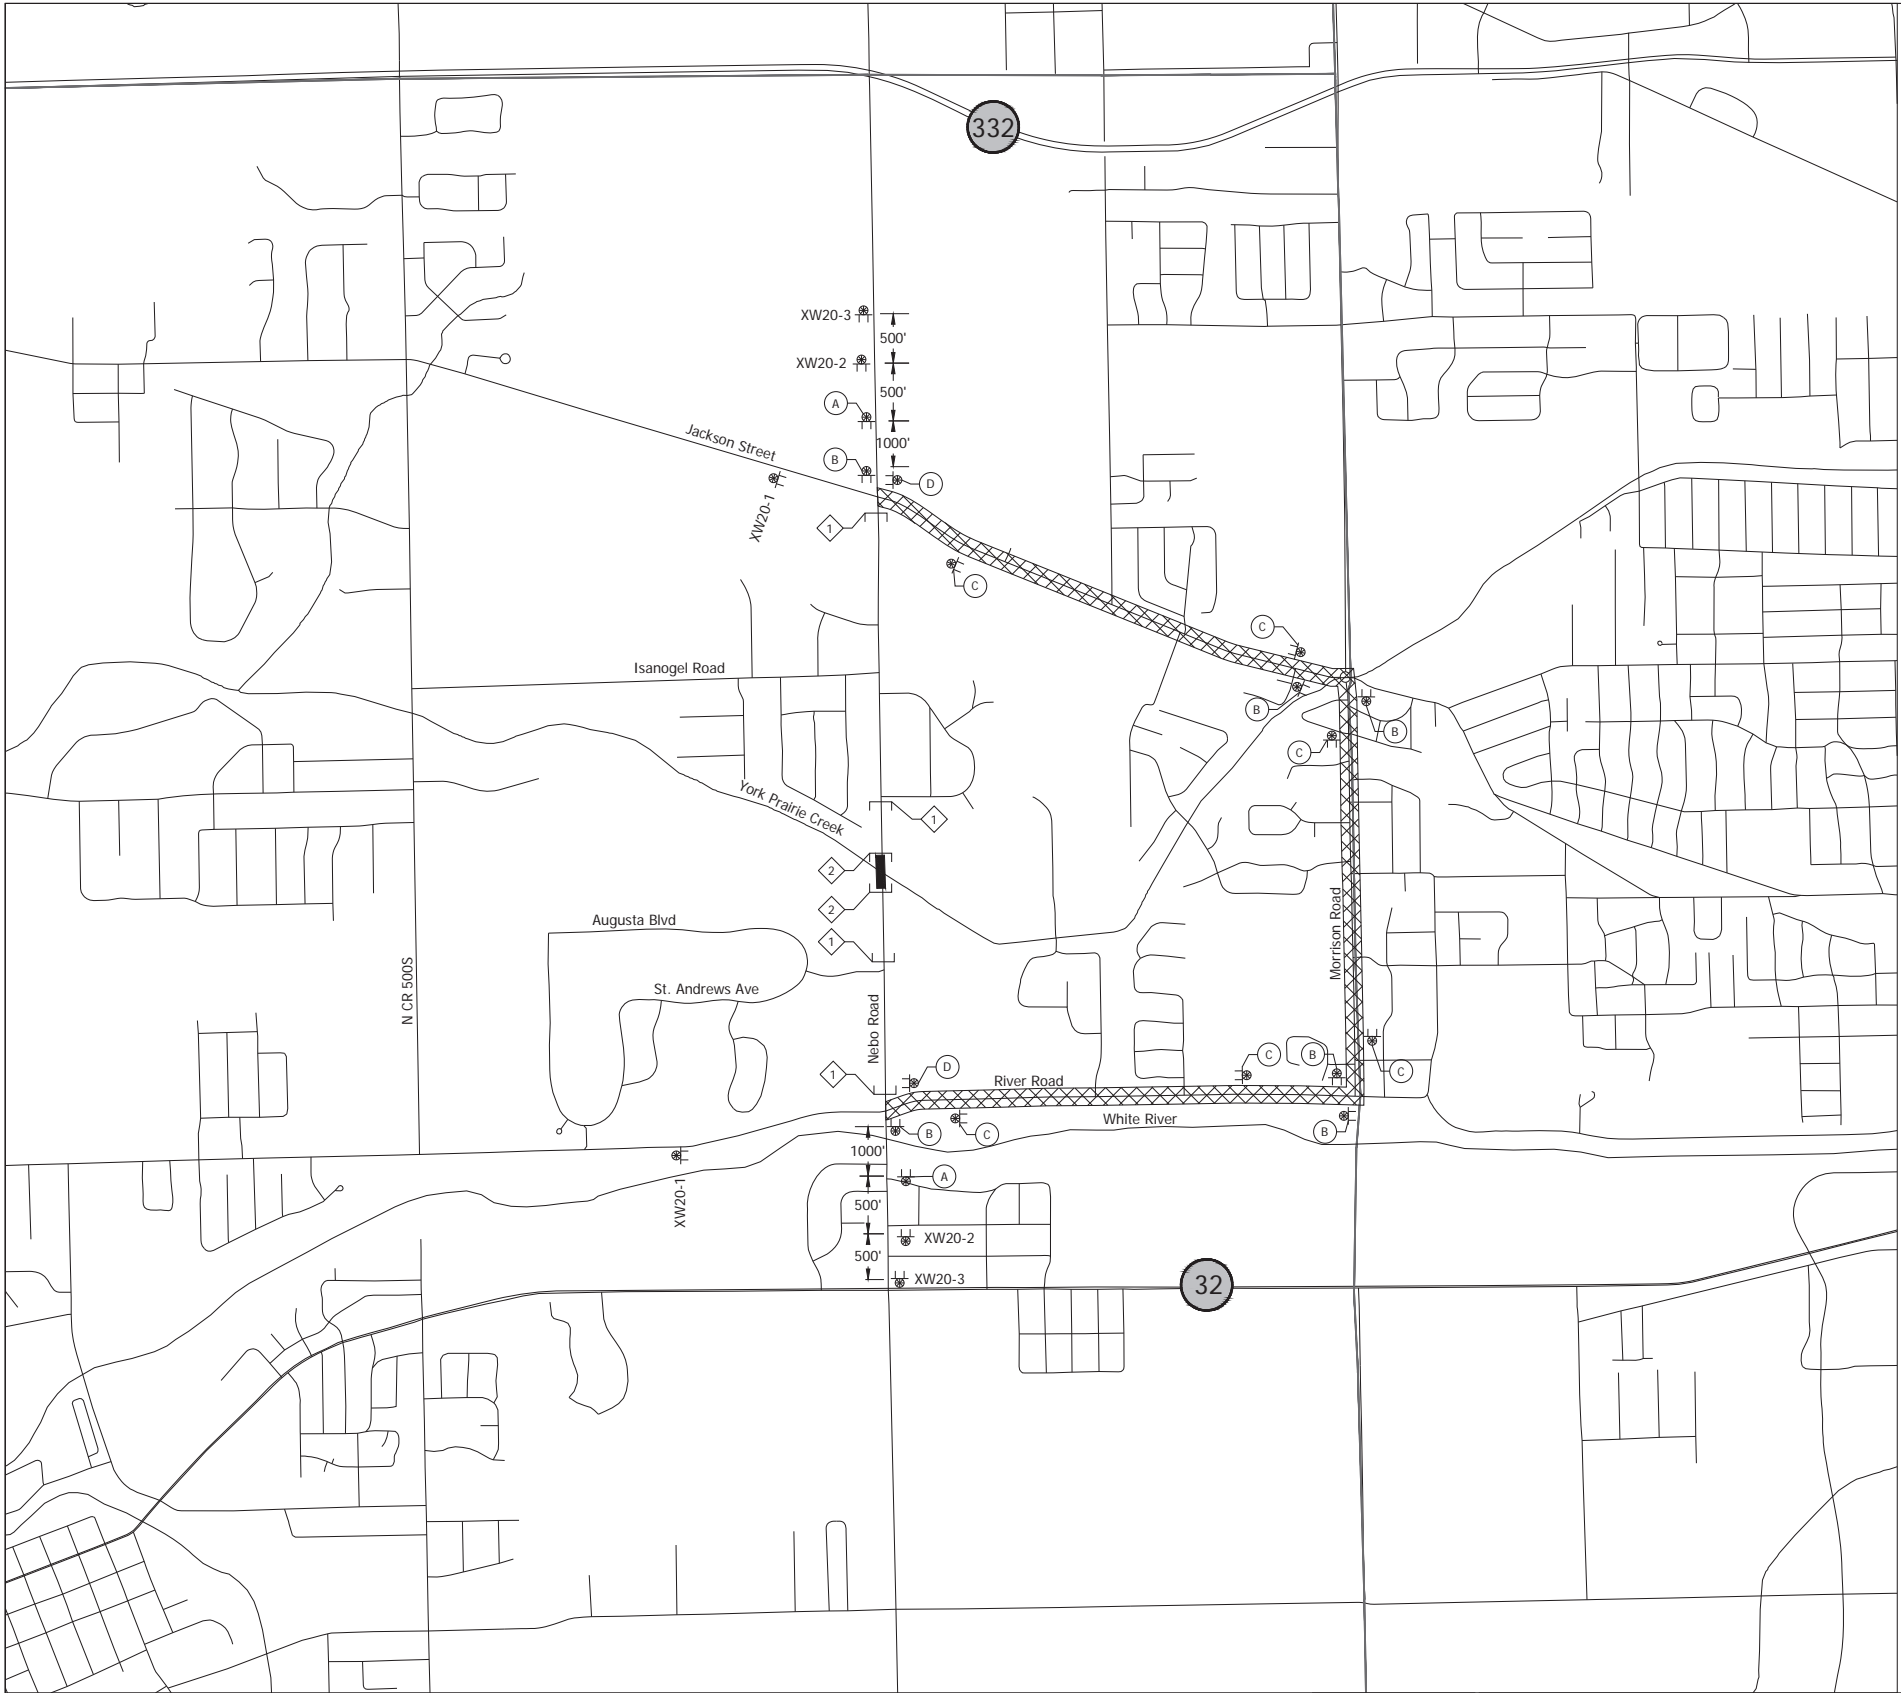 332
XW20-3
500'
XW20-2
500'
A
Jackson Street
1000'
B
D
XW20-1
1
C
C
Isanogel Road
B
B
C
York Prairie Creek
1
2
2
Augusta Blvd
Morrison Road
1
N CR 500S
St. Andrews Ave
Nebo Road
C
B
D
C
1
River Road
White River
B
C
B
1000'
A
XW20-1
500'
XW20-2
500'
XW20-3
32